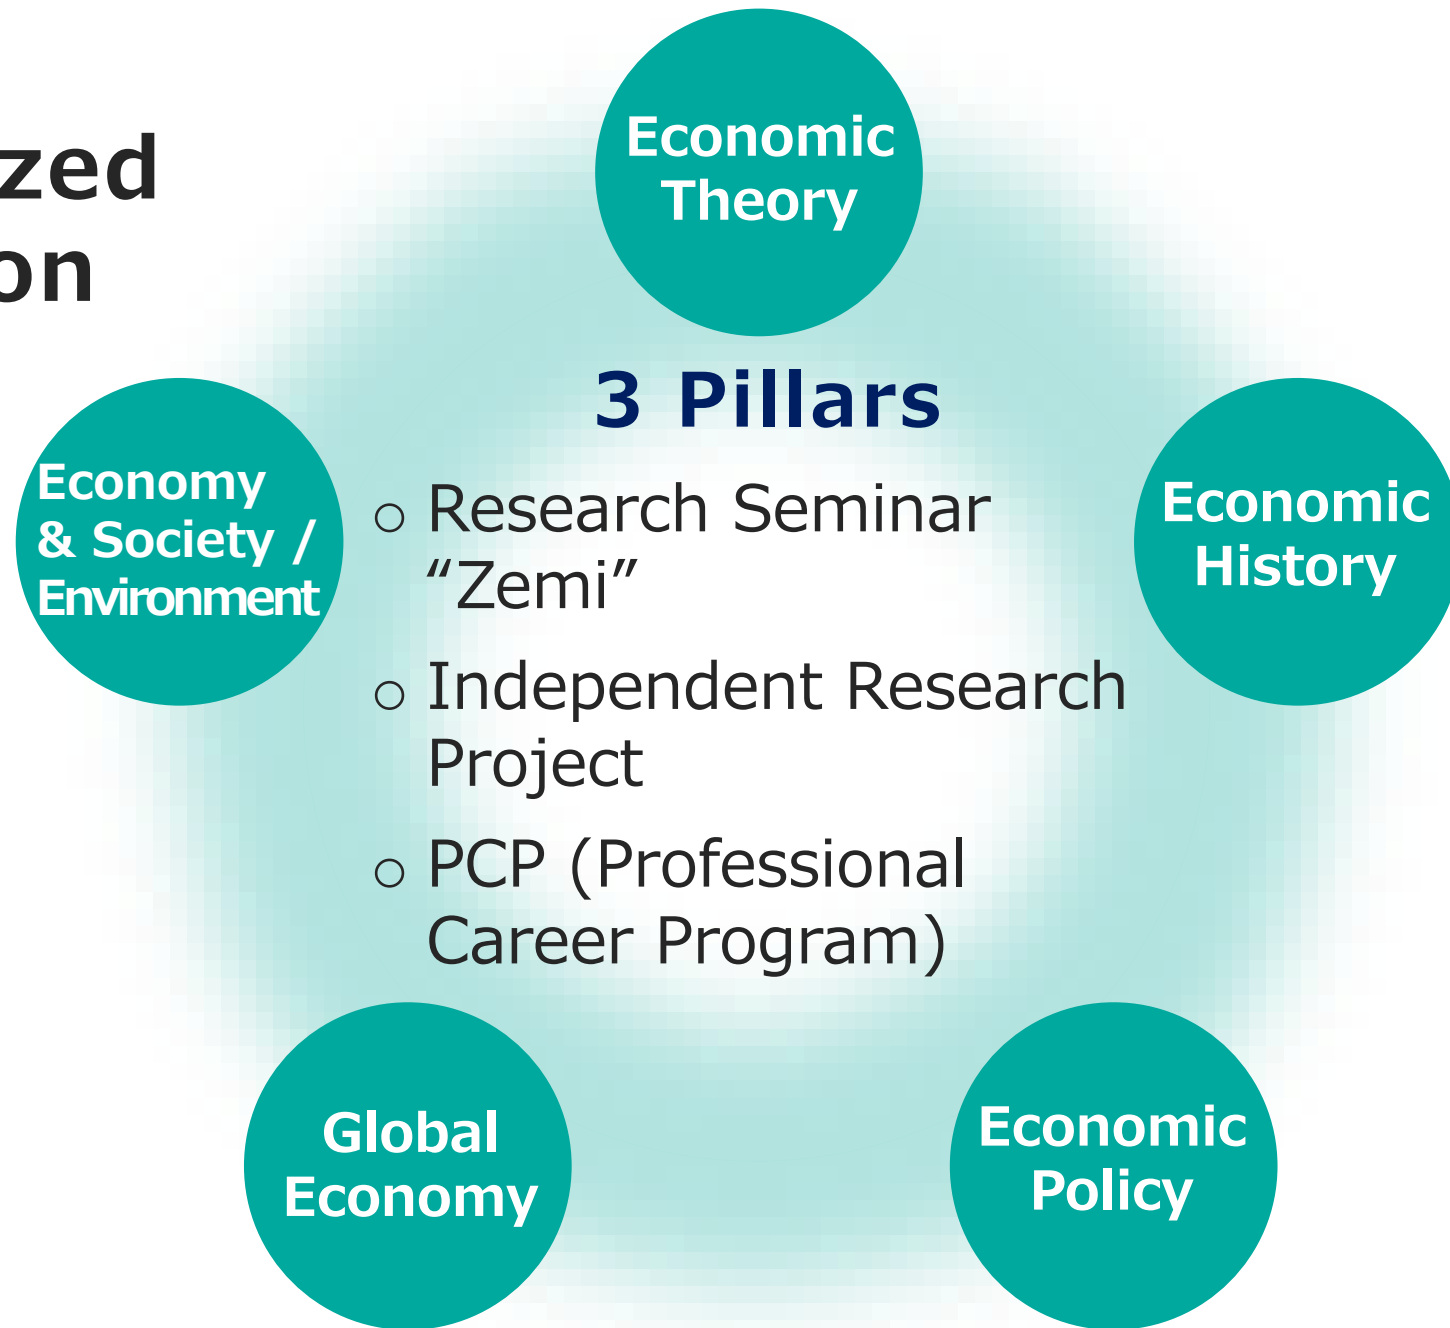 zed
on
Economic
Theory
3 Pillars
Economy
& Society /
Environment
○ Research Seminar
“Zemi”
○ Independent Research
Project
○ PCP (Professional
Career Program)
Economic
History
Global
Economy
Economic
Policy